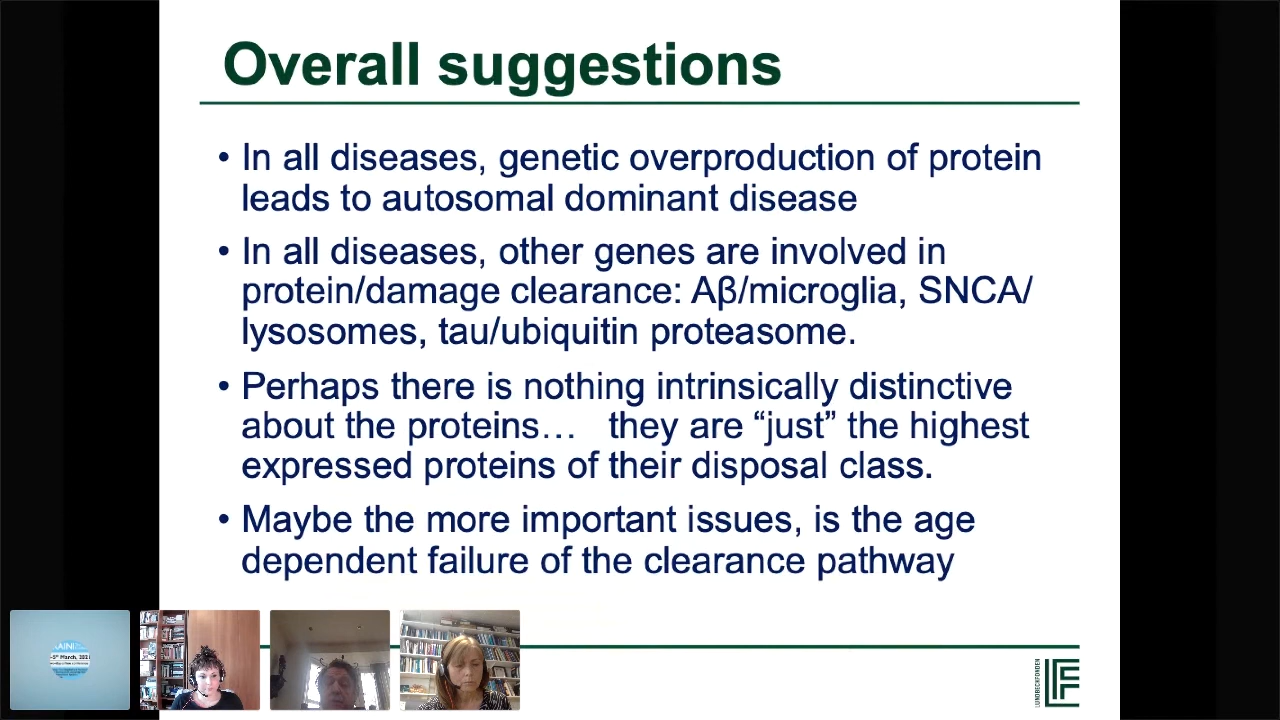 Overall suggestions
• In all diseases, genetic overproduction of protein
leads to autosomal dominant disease
• In all diseases, other genes are involved in
protein/damage clearance: Aβ/microglia, SNCA/
lysosomes, tau/ubiquitin proteasome.
• Perhaps there is nothing intrinsically distinctive
about the proteins… they are “just” the highest
expressed proteins of their disposal class.
• Maybe the more important issues, is the age
dependent failure of the clearance pathway
LUNDBECKFONDEN